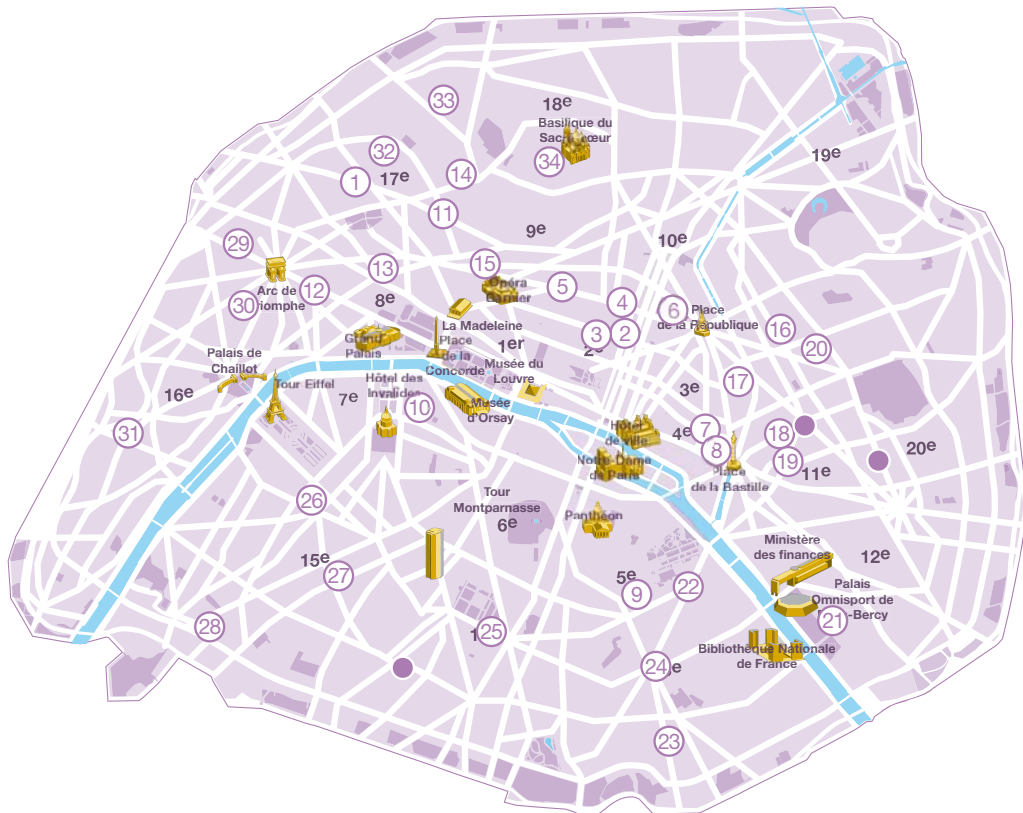 33
18e
Basilique du
Sacré cœur
32
34
19e
1
17e
14
11
9e
10e
29
15
13
Arc de
Triomphe
12
30
8e
Opéra
Garnier
5
4
6
Place
de la République
16
La Madeleine
Grand
Palais
Place
de la
Concorde
1er
3
2
2e
20
Palais de
Chaillot
Musée du
Louvre
Tour Eiffel
Hôtel des
Invalides
16e
7e
10
Musée
d'Orsay
3e
17
31
Hôtel
de ville
4e
7
8
18
19
11e
20e
Notre-Dame
de Paris
Place
de la Bastille
26
Tour
Montparnasse
6e
Panthéon
Ministère
des finances
12e
15e
27
5e
9
22
Palais
Omnisport de
-Bercy
21
28
25
Bibliothèque Nationale
de France
24
23